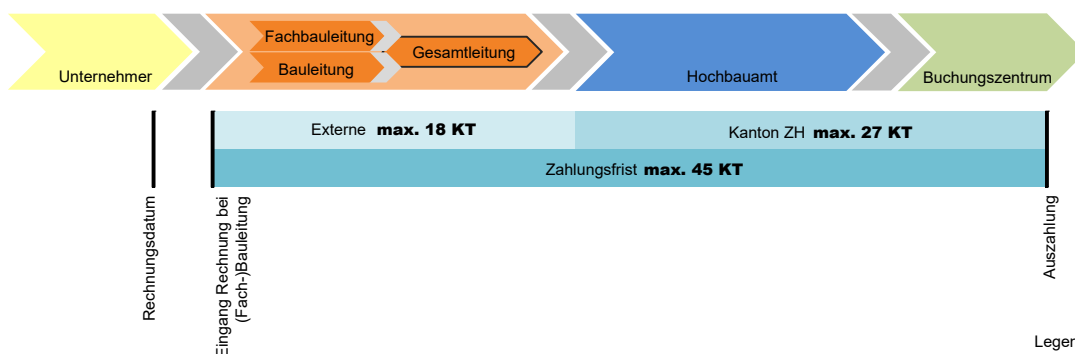 Unternehmer
Fachbauleitung
Bauleitung
Gesamtleitung
Hochbauamt
Buchungszentrum
Externe max. 18 KT
Kanton ZH max. 27 KT
Zahlungsfrist max. 45 KT
Rechnungsdatum
Eingang Rechnung bei
(Fach-)Bauleitung
Auszahlung
Legen